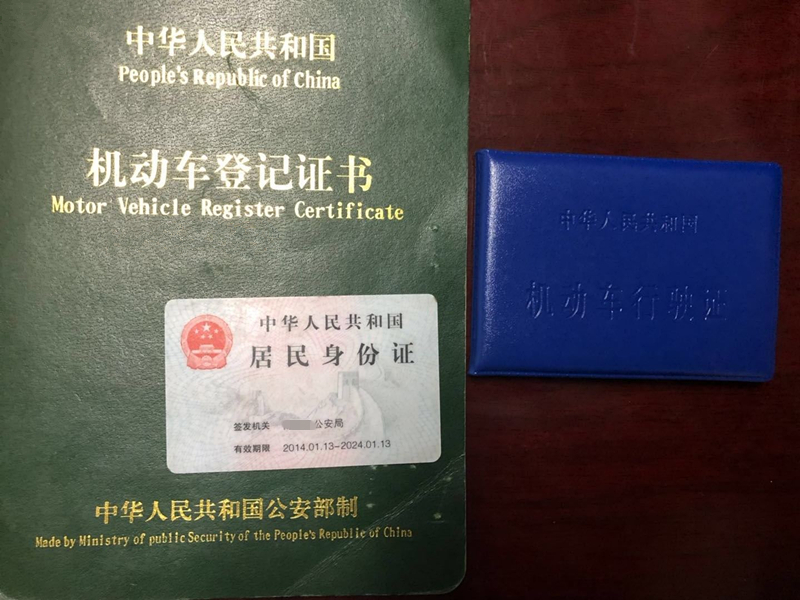 中华人民共和国
People's Republic of China
机动车登记证书
Motor Vehicle Register Certificate
中华人民共和国
居民身份证
签发机关 公安局
有效期限 2014.01.13-2024.01.13
中华人民共和国公安部制
Made by Ministry of public Security of the People's Republic of China
中华人民共和国
机动车行驶证